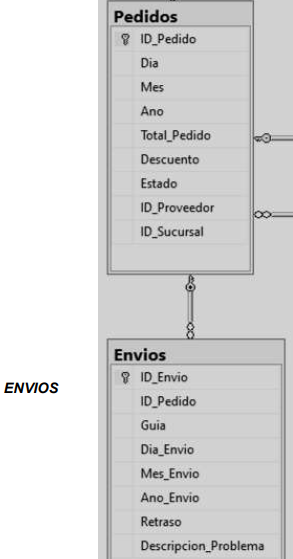 Pedidos
ID_Pedido
Dia
Mes
Ano
Total_Pedido
Descuento
Estado
ID_Proveedor
ID_Sucursal
Envios
ID_Envio
ENVIOS
ID_Pedido
Guia
Dia_Envio
Mes_Envio
Ano_Envio
Retraso
Descripcion_Problema